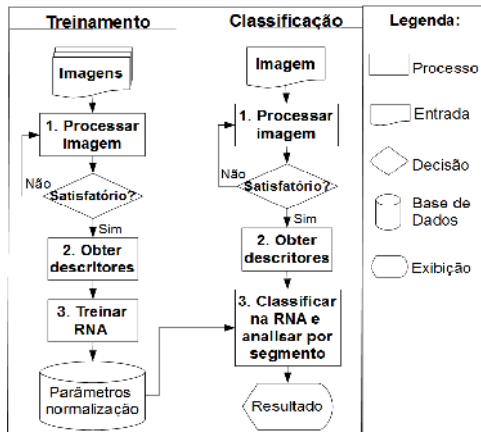 Treinamento
Imagens
1. Processar
Imagem
Não
Satisfatório?
Sim
2. Obter
descritores
3. Treinar
RNA
Parâmetros
normalização
Classificação
Imagem
1. Processar
imagem
Não
Satisfatório?
Sim
2. Obter
descritores
3. Classificar
na RNA e
analisar por
segmento
Resultado
Legenda:
Processo
Entrada
Decisão
Base de
Dados
Exibição